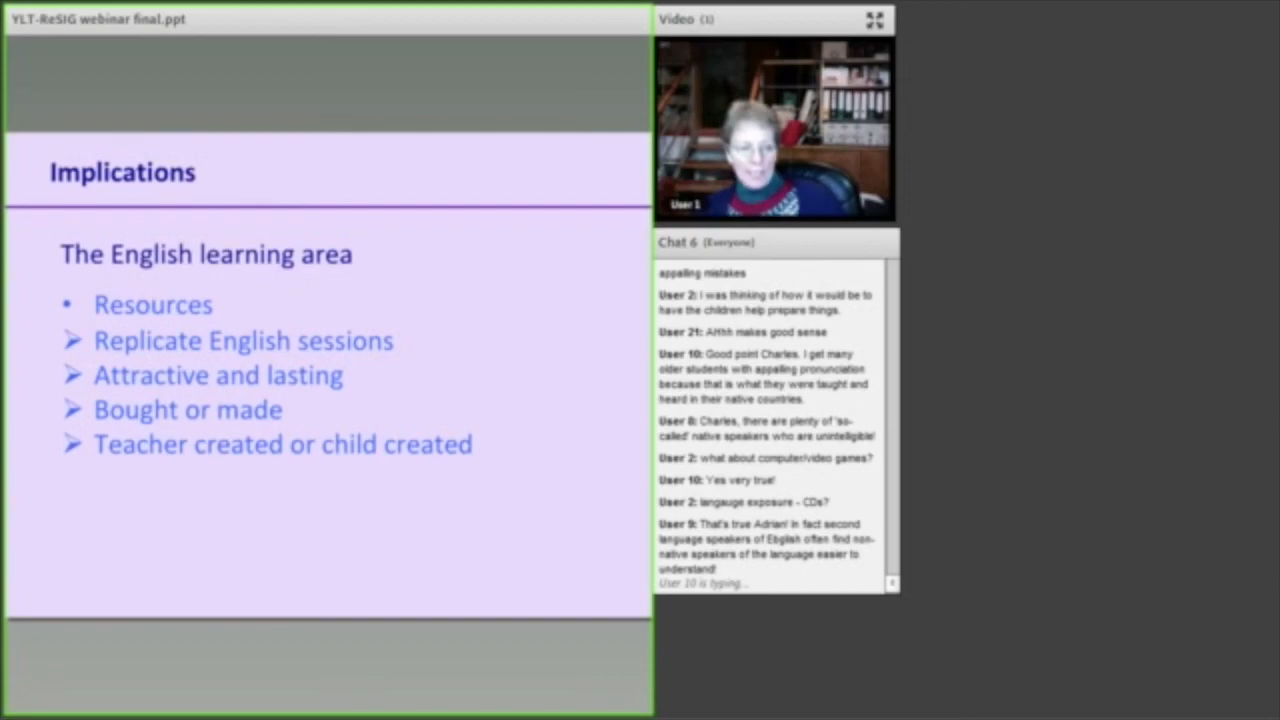 YLT-ReSIG webinar final.ppt
Implications
The English learning area
• Resources
➢ Replicate English sessions
➢ Attractive and lasting
➢ Bought or made
➢ Teacher created or child created
Video (1)
User 1
Chat 6 (Everyone)
appalling mistakes
User 2: I was thinking of how it would be to
have the children help prepare things.
User 21: AHhh makes good sense
User 10: Good point Charles. I get many
older students with appalling pronunciation
because that is what they were taught and
heard in their native countries.
User 8: Charles, there are plenty of 'so-
called' native speakers who are unintelligible!
User 2: what about computer/video games?
User 10: Yes very true!
User 2: langauge exposure - CDs?
User 9: That's true Adrian! In fact second
language speakers of Ebglish often find non-
native speakers of the language easier to
understand!
User 10 is typing...